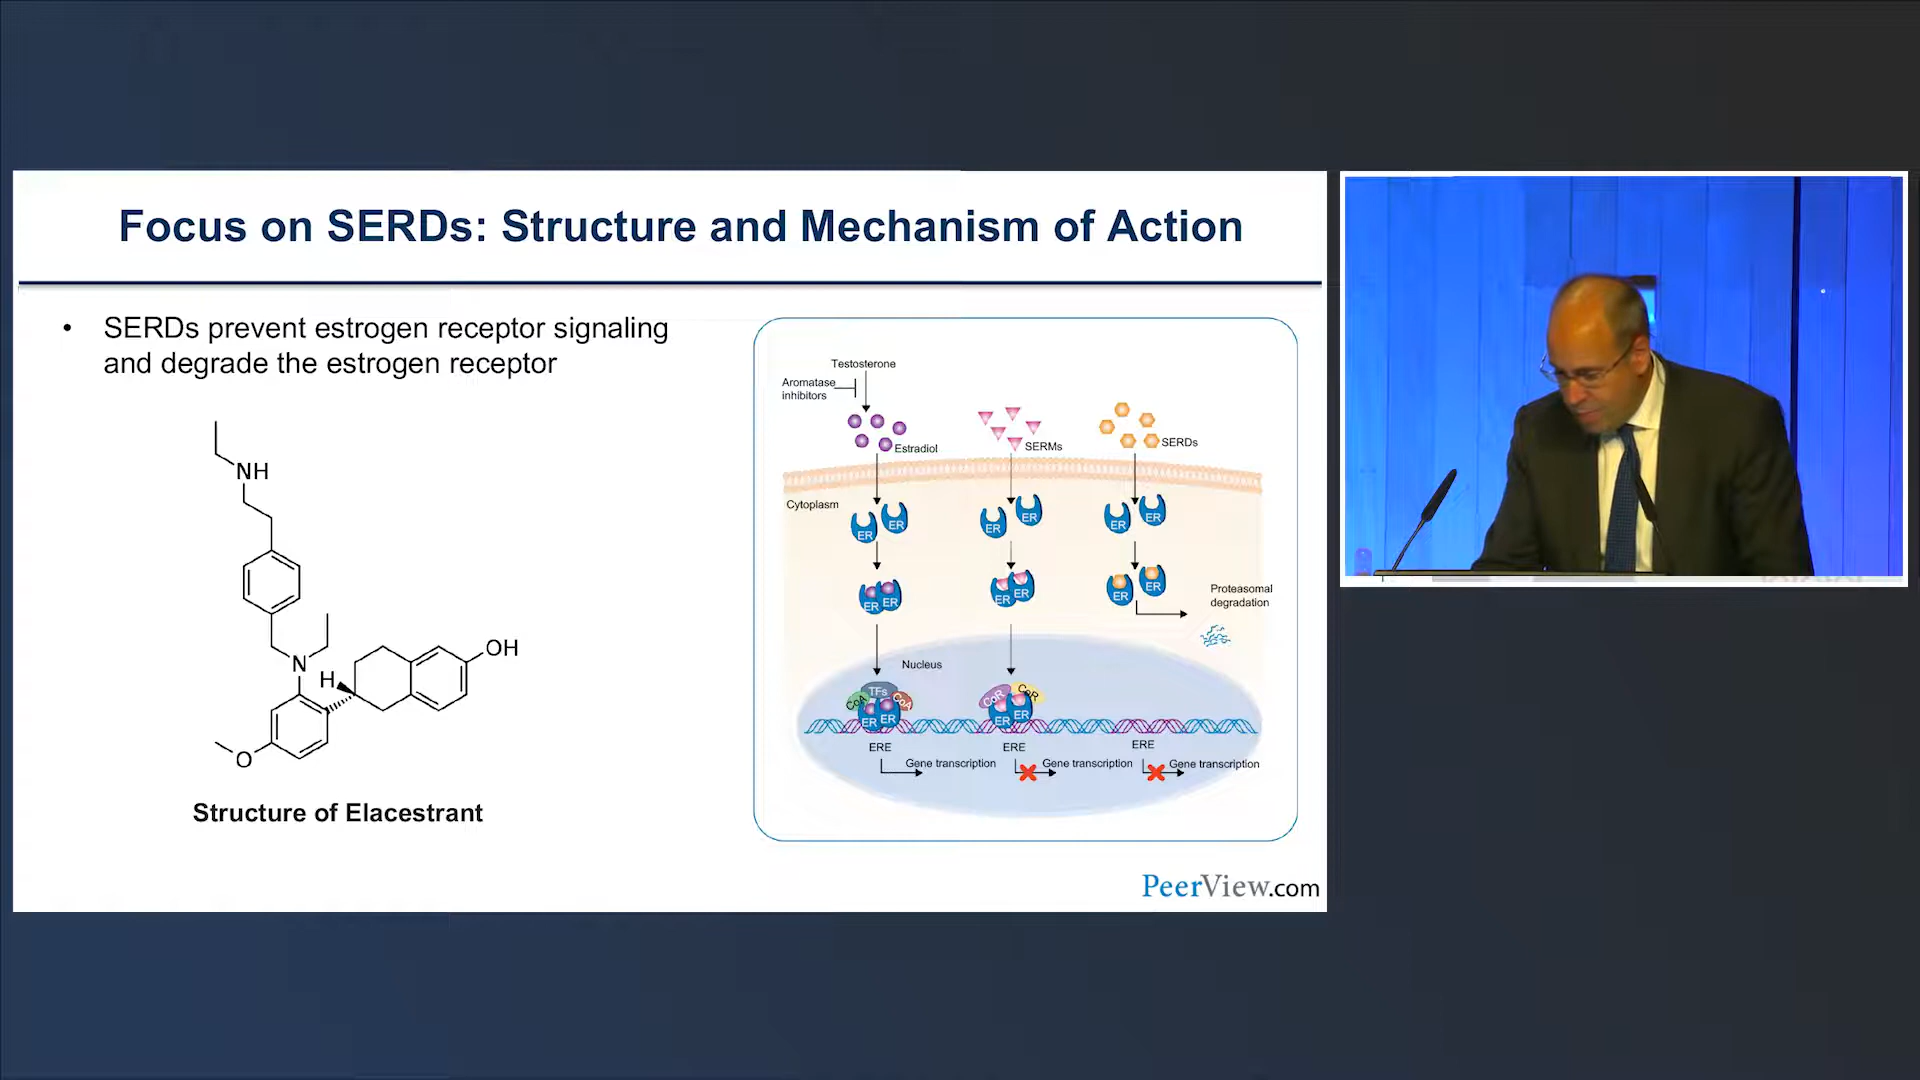 Focus on SERDs: Structure and Mechanism of Action
• SERDs prevent estrogen receptor signaling
and degrade the estrogen receptor
NH
N
H
OH
O
Structure of Elacestrant
Testosterone
Aromatase
inhibitors
Estradiol
SERMs
SERDs
Cytoplasm
ER
ER
ER
ER
ER
ER
ER
ER
ER
ER
ER
ER
Proteasomal
degradation
Nucleus
TFs
CoA
CoA
ER
ER
CoR
CoR
ER
ER
ERE
ERE
ERE
Gene transcription
Gene transcription
Gene transcription
PeerView.com